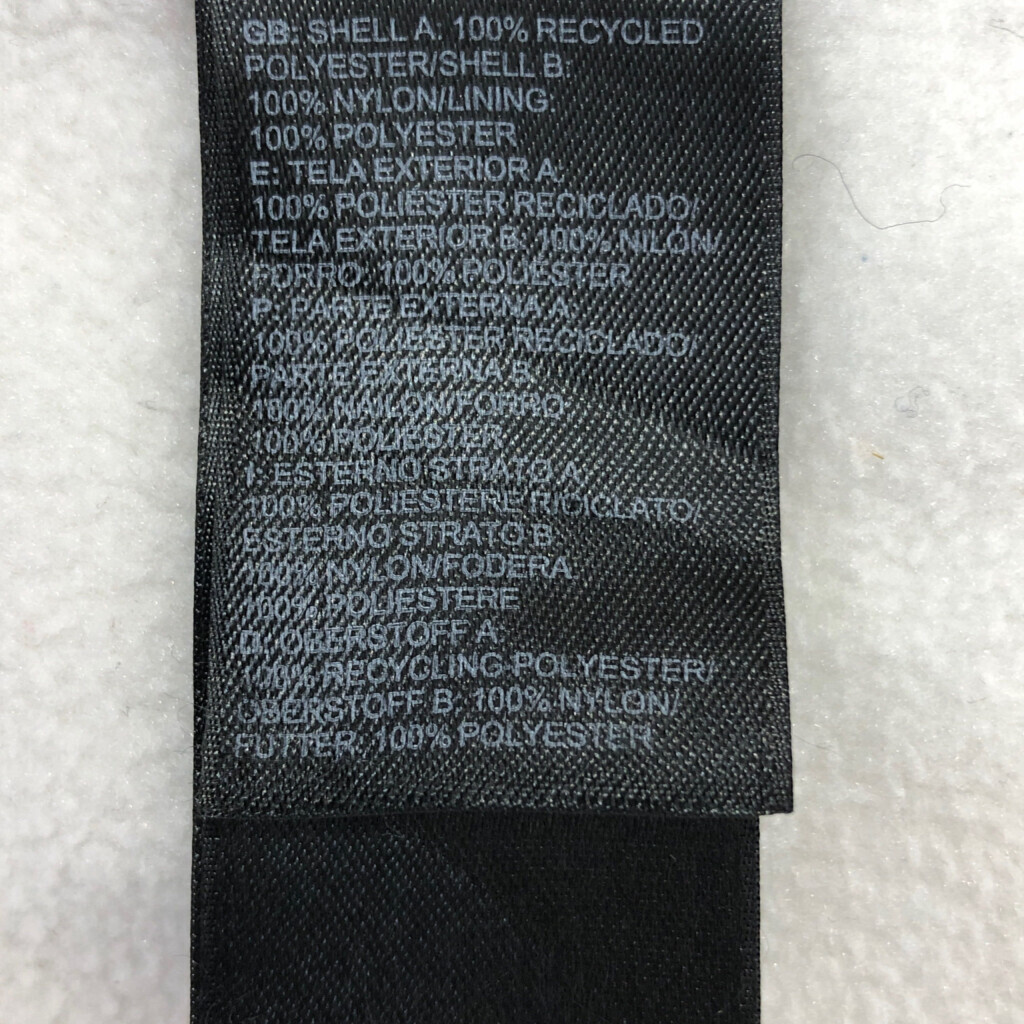 GB: SHELL A: 100% RECYCLED
POLYESTER/SHELL B:
100% NYLON/LINING:
100% POLYESTER
E: TELA EXTERIOR A:
100% POLIÉSTER RECICLADO/
TELA EXTERIOR B: 100% NILÓN/
FORRO: 100% POLIÉSTER
P: PARTE EXTERNA A:
100% POLIÉSTER RECICLADO/
PARTE EXTERNA B:
100% NAILON/FORRO:
100% POLIÉSTER
I: ESTERNO STRATO A:
100% POLIESTERE RICICLATO/
ESTERNO STRATO B:
100% NYLON/FODERA:
100% POLIESTERE
D: OBERSTOFF A:
100% RECYCLING-POLYESTER/
OBERSTOFF B: 100% NYLON/
FUTTER: 100% POLYESTER